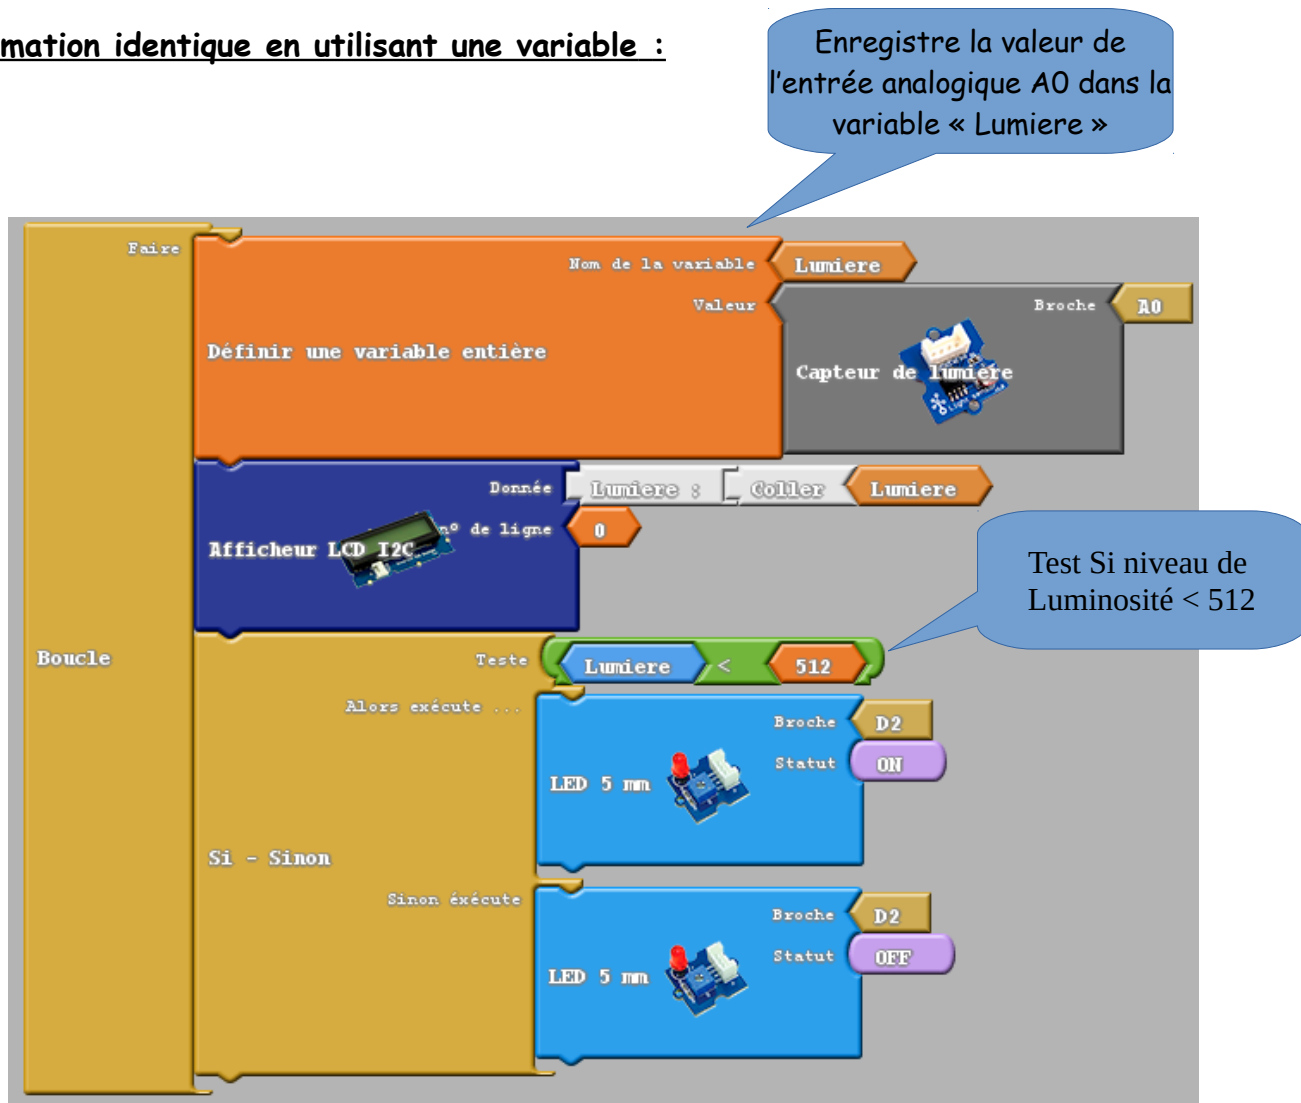 mation identique en utilisant une variable :
Enregistre la valeur de
l'entrée analogique A0 dans la
variable « Lumiere »
Faire
Nom de la variable
Lumiere
Valeur
Broche
A0
Définir une variable entière
Capteur de lumière
Light sensor
Donnée
Lumiere :
Coller
Lumiere
n° de ligne
0
Afficheur LCD I2C
Test Si niveau de
Luminosité < 512
Boucle
Teste
Lumiere
<
512
Alors exécute ...
Broche
D2
Statut
ON
LED 5 mm
Si - Sinon
Sinon éxécute
Broche
D2
Statut
OFF
LED 5 mm